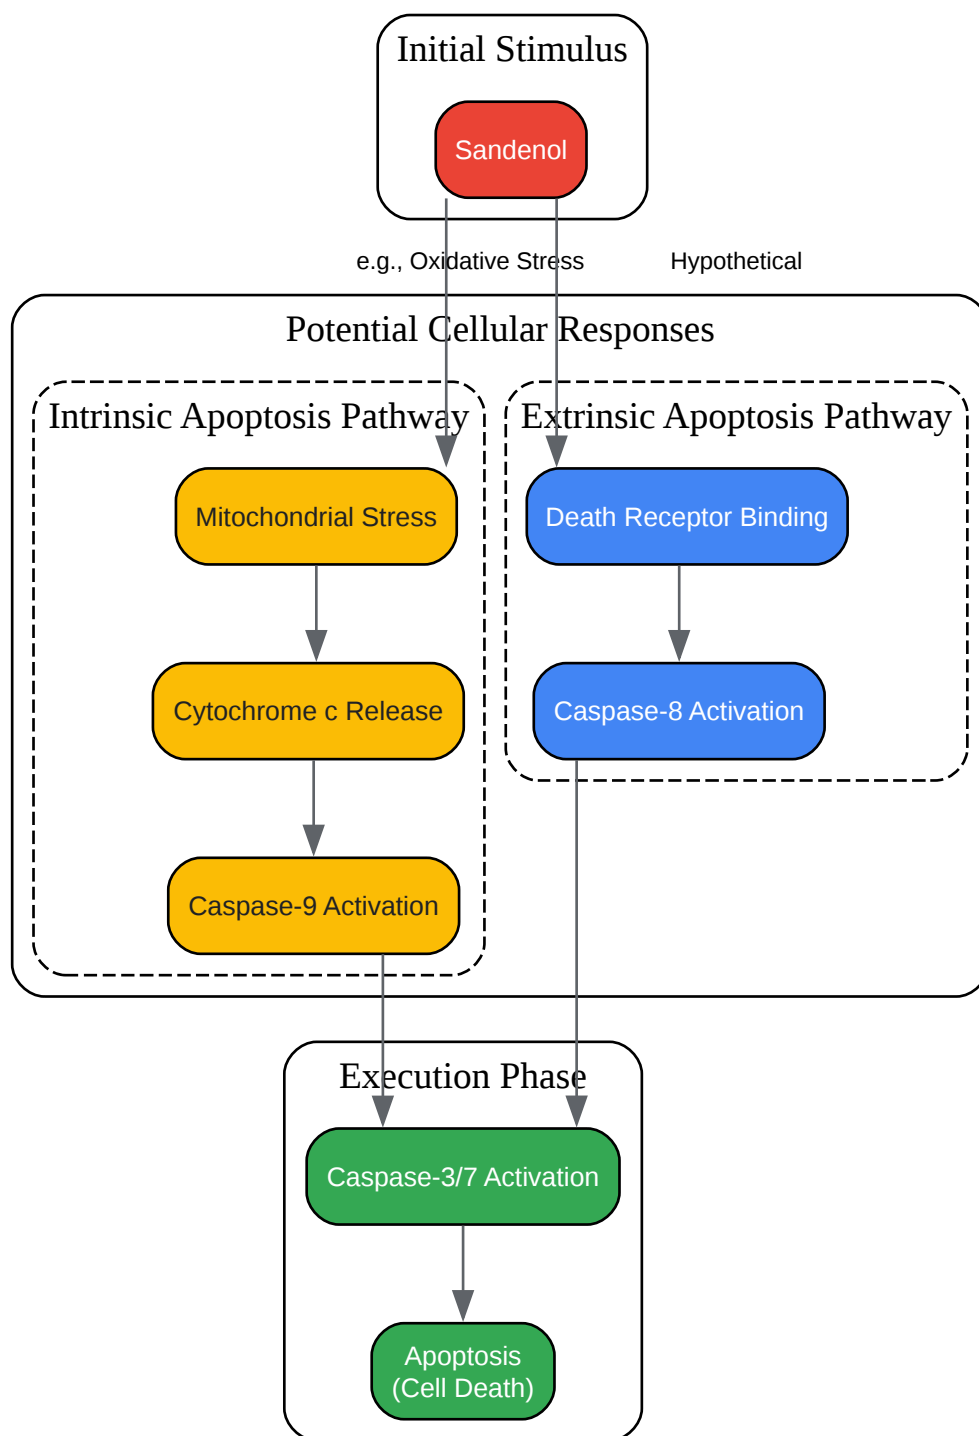 Initial Stimulus
Sandenol
e.g., Oxidative Stress
Hypothetical
Potential Cellular Responses
Intrinsic Apoptosis Pathway
Extrinsic Apoptosis Pathway
Mitochondrial Stress
Death Receptor Binding
Cytochrome c Release
Caspase-8 Activation
Caspase-9 Activation
Execution Phase
Caspase-3/7 Activation
Apoptosis
(Cell Death)